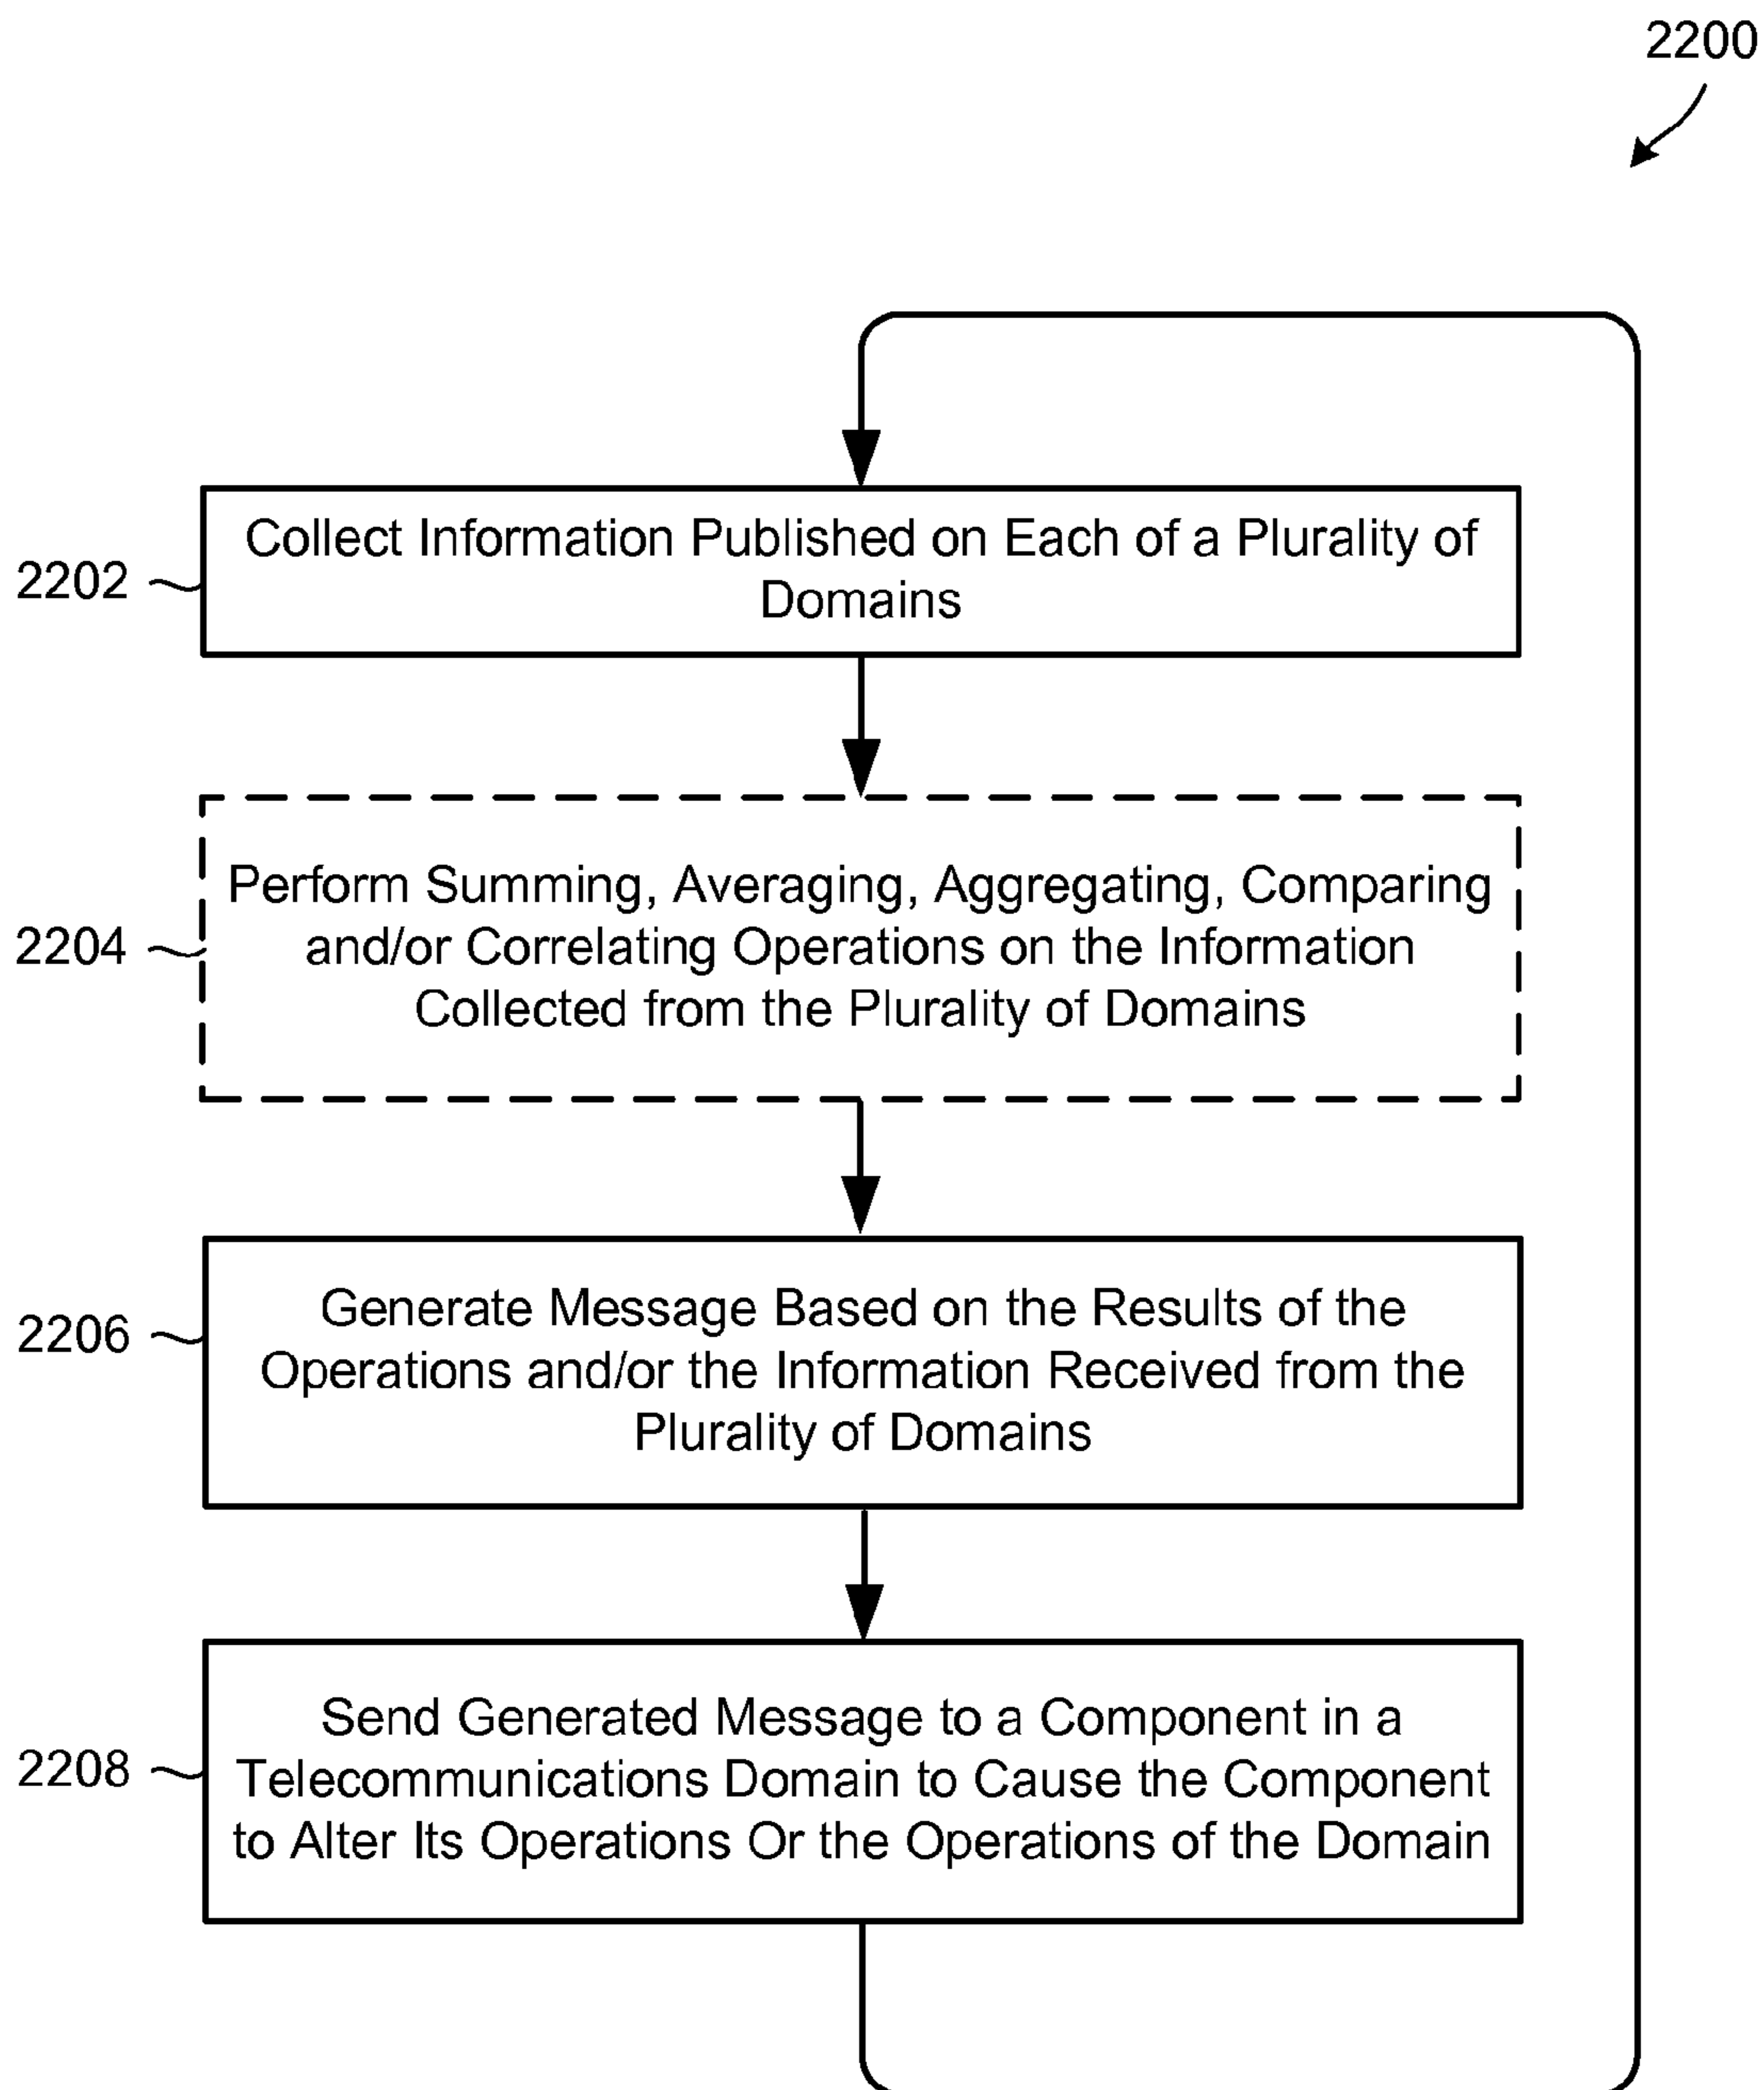 2200
2202
Collect Information Published on Each of a Plurality of
Domains
2204
Perform Summing, Averaging, Aggregating, Comparing
and/or Correlating Operations on the Information
Collected from the Plurality of Domains
2206
Generate Message Based on the Results of the
Operations and/or the Information Received from the
Plurality of Domains
2208
Send Generated Message to a Component in a
Telecommunications Domain to Cause the Component
to Alter Its Operations Or the Operations of the Domain